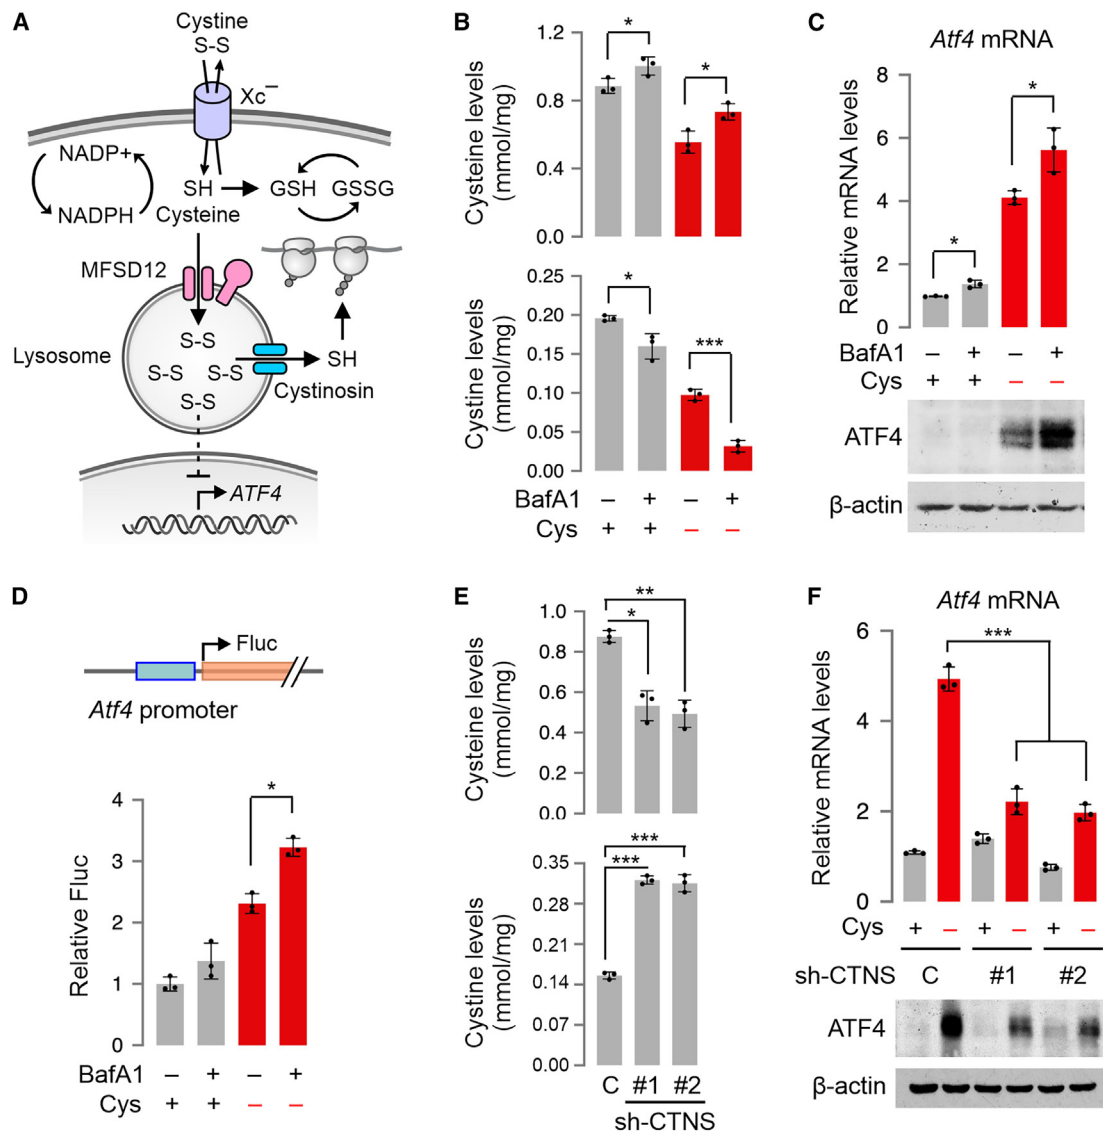 A
Cystine
S-S
Xc⁻
NADP+
NADPH
SH
Cysteine
GSH GSSG
MFSD12
Lysosome
S-S
S-S S-S
S-S
SH
Cystinosin
ATF4
B
Cysteine levels
(mmol/mg)
1.2
0.8
0.4
0.0
*
*
Cystine levels
(mmol/mg)
0.25
0.20
0.15
0.10
0.05
0.00
*
***
BafA1 – + – +
Cys + + – –
C
Atf4 mRNA
Relative mRNA levels
8
6
4
2
0
*
*
BafA1 – + – +
Cys + + – –
ATF4
β-actin
D
Fluc
Atf4 promoter
Relative Fluc
4
3
2
1
0
*
BafA1 – + – +
Cys + + – –
E
Cysteine levels
(mmol/mg)
1.0
0.8
0.6
0.4
0.2
0.0
**
*
Cystine levels
(mmol/mg)
0.35
0.28
0.21
0.14
0.07
0.00
***
***
C #1 #2
sh-CTNS
F
Atf4 mRNA
Relative mRNA levels
6
4
2
0
***
Cys + – + – + –
sh-CTNS C #1 #2
ATF4
β-actin